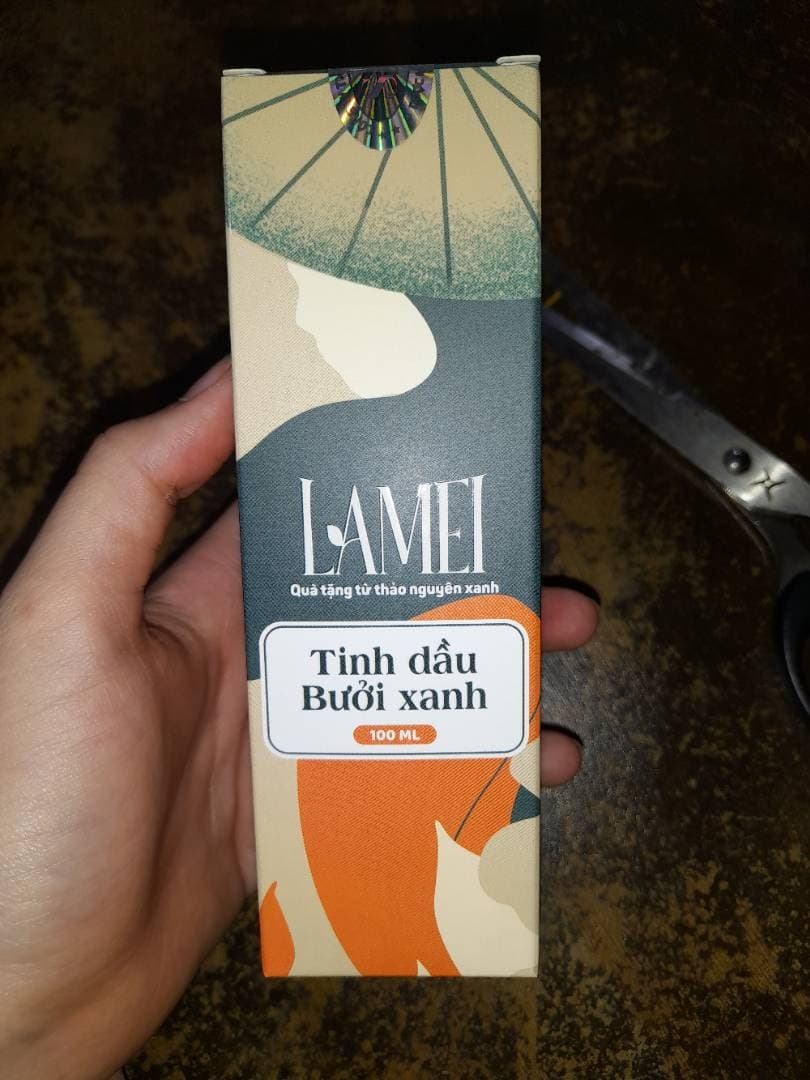 LAMEI
Quà tặng từ thảo nguyên xanh
Tinh dầu
Bưởi xanh
100 ML